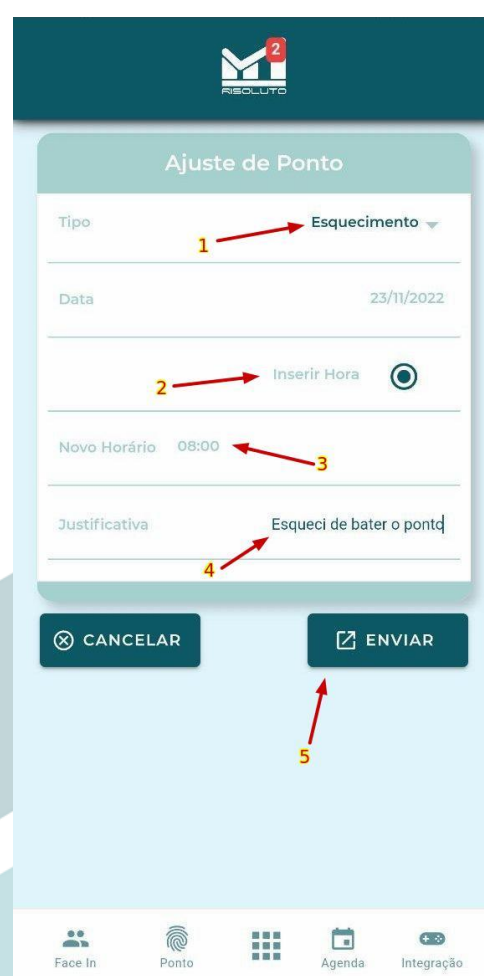 2
RISOLUTO
Ajuste de Ponto
Tipo Esquecimento
1
Data 23/11/2022
Inserir Hora
2
Novo Horário 08:00
3
Justificativa Esqueci de bater o ponto
4
CANCELAR ENVIAR
5
Face In Ponto Agenda Integração